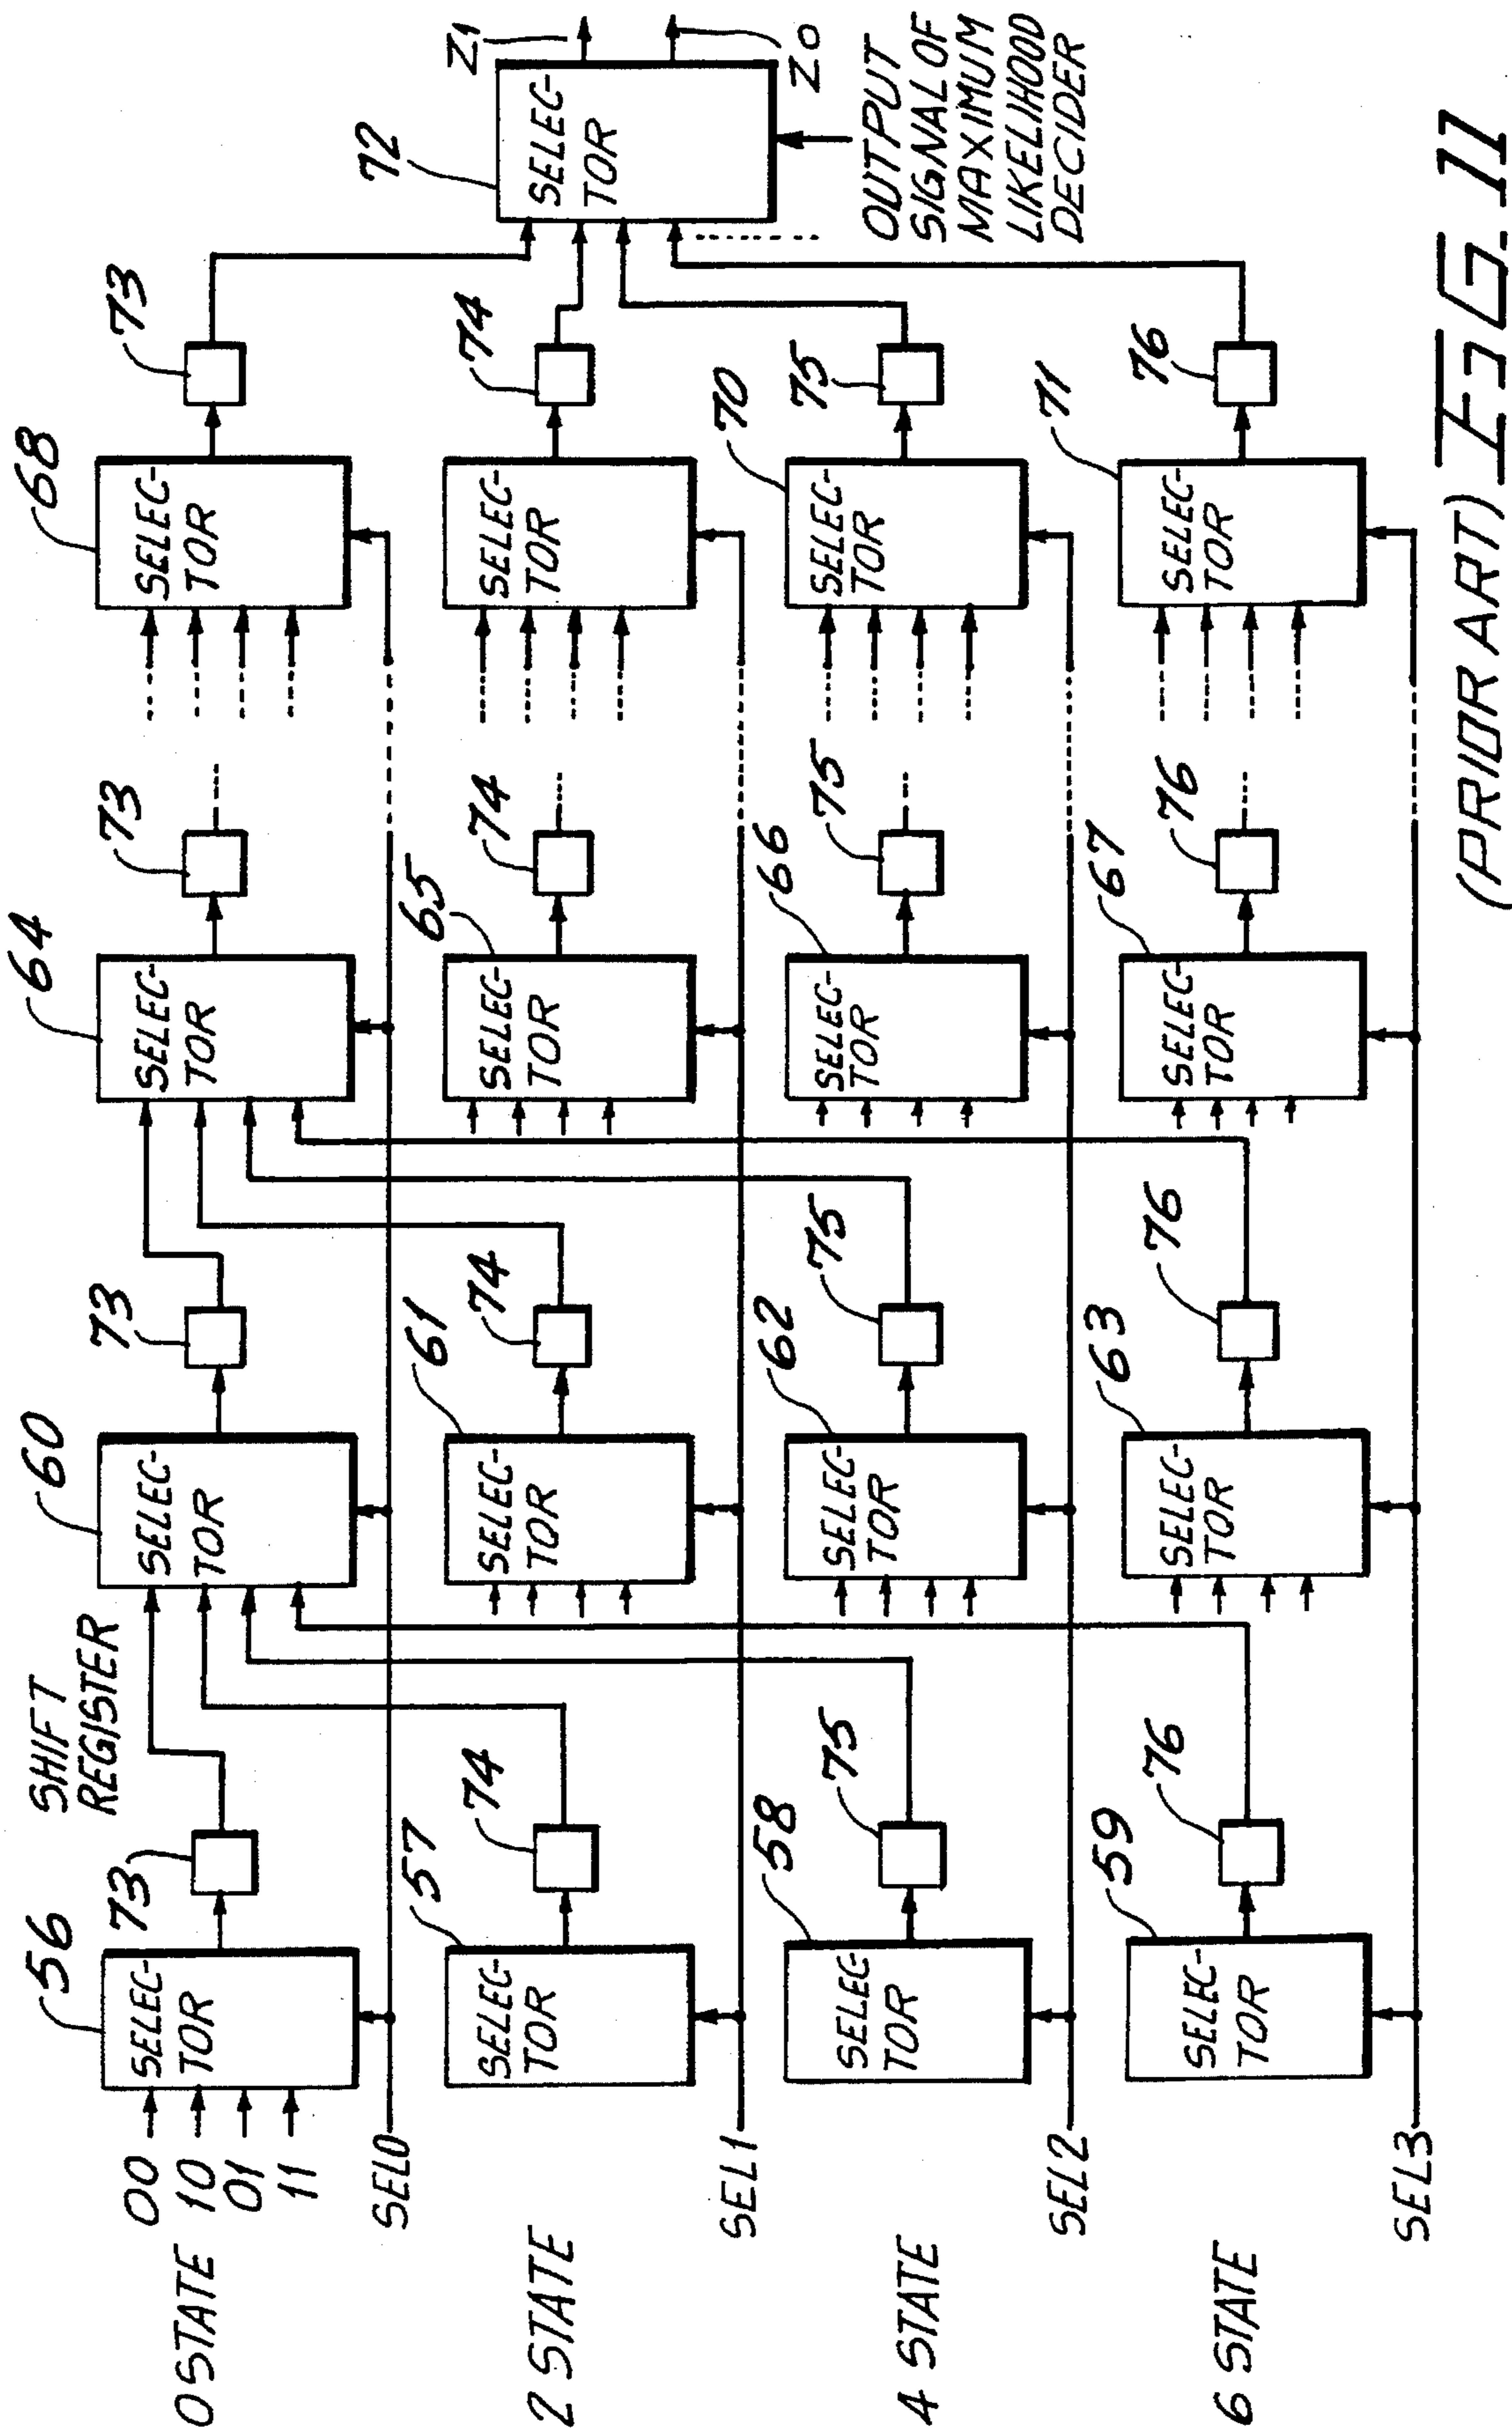 SHIFT
REGISTER
56
73
60
73
64
73
68
73
0 STATE
00
10
01
11
SELEC-
TOR
SELEC-
TOR
SELEC-
TOR
SELEC-
TOR
SEL0
72
SELEC-
TOR
Z1
Z0
OUTPUT
SIGNAL OF
MAXIMUM
LIKELIHOOD
DECIDER
57
74
61
74
65
74
74
2 STATE
SELEC-
TOR
SELEC-
TOR
SELEC-
TOR
SELEC-
TOR
SEL1
58
75
62
75
66
75
70
75
4 STATE
SELEC-
TOR
SELEC-
TOR
SELEC-
TOR
SELEC-
TOR
SEL2
59
76
63
76
67
76
71
76
6 STATE
SELEC-
TOR
SELEC-
TOR
SELEC-
TOR
SELEC-
TOR
SEL3
(PRIOR ART) FIG. 11